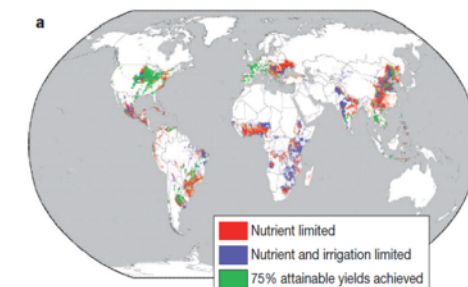 a
Nutrient limited
Nutrient and irrigation limited
75% attainable yields achieved